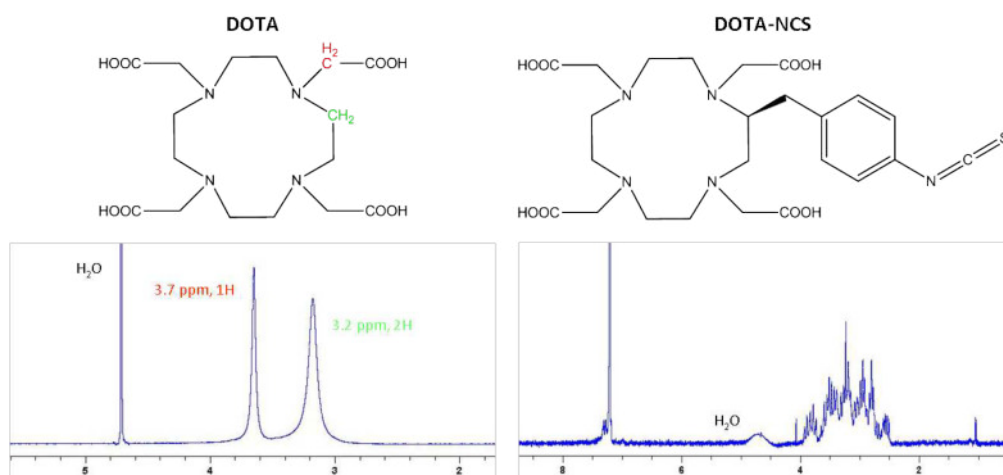 DOTA
DOTA-NCS
HOOC
H2
C
COOH
N
N
CH2
N
N
HOOC
COOH
HOOC
COOH
N
N
N
N
HOOC
COOH
N
C
S
H2O
3.7 ppm, 1H
3.2 ppm, 2H
5
4
3
2
H2O
8
6
4
2